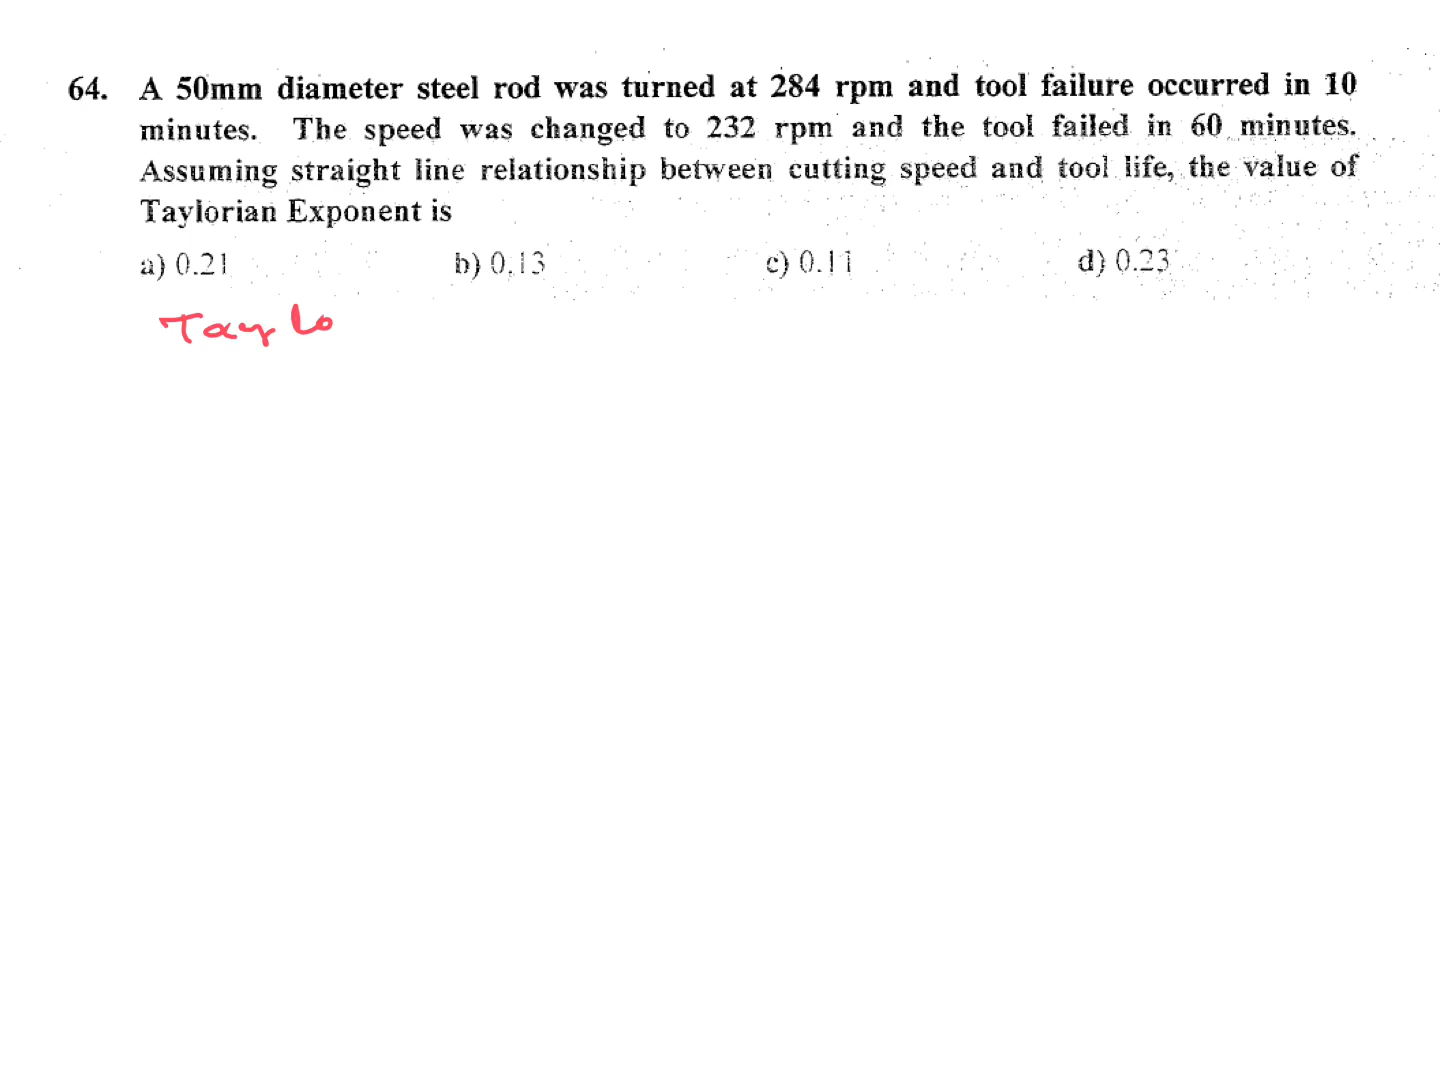 64. A 50mm diameter steel rod was turned at 284 rpm and tool failure occurred in 10
minutes. The speed was changed to 232 rpm and the tool failed in 60 minutes.
Assuming straight line relationship between cutting speed and tool life, the value of
Taylorian Exponent is
a) 0.21 b) 0.13 c) 0.11 d) 0.23
Taylo